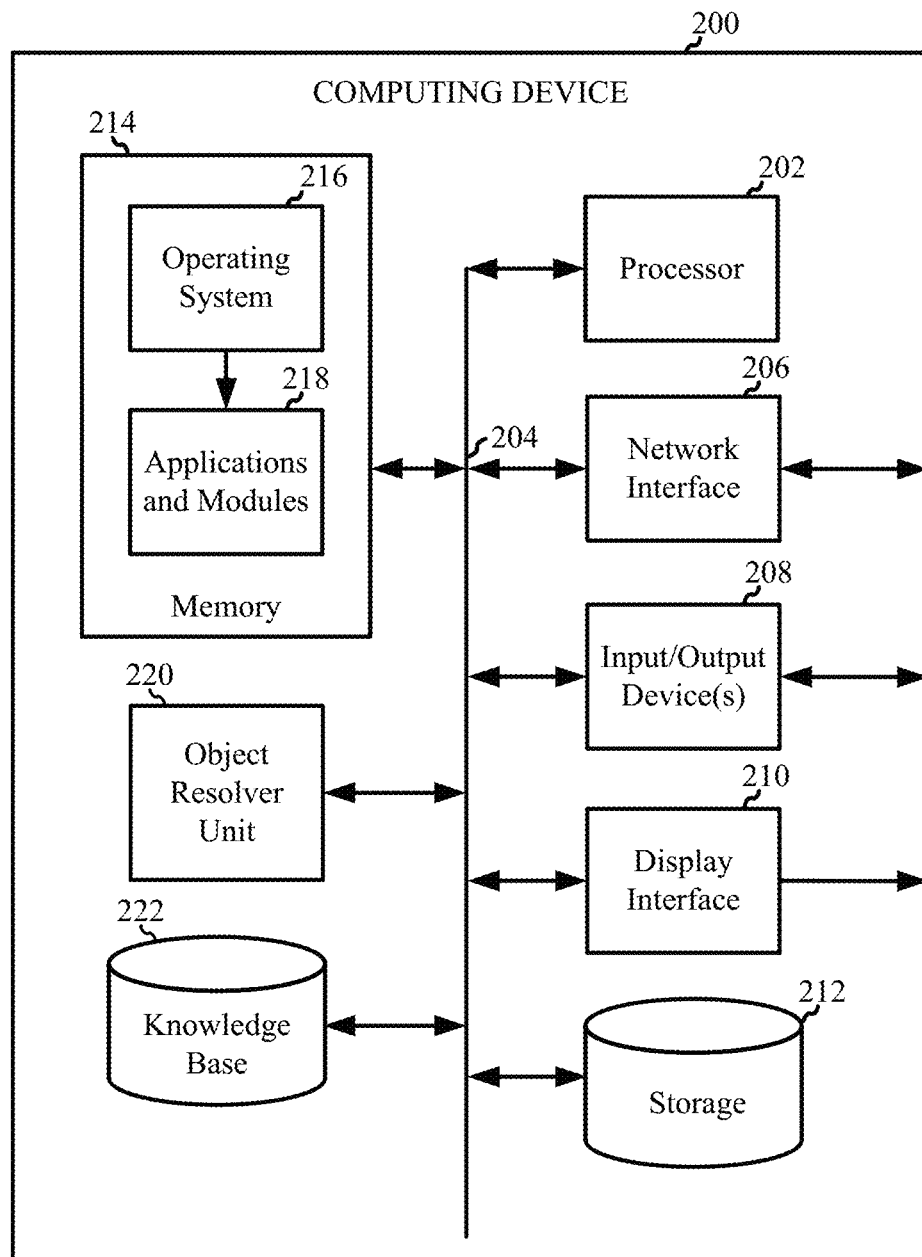 200
COMPUTING DEVICE
214
216
Operating
System
218
Applications
and Modules
Memory
220
Object
Resolver
Unit
222
Knowledge
Base
204
202
Processor
206
Network
Interface
208
Input/Output
Device(s)
210
Display
Interface
212
Storage